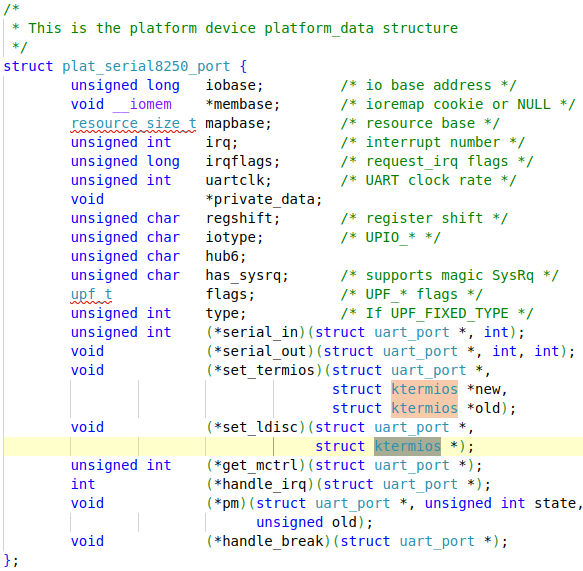 /*
 * This is the platform device platform_data structure
 */
struct plat_serial8250_port {
        unsigned long   iobase;         /* io base address */
        void __iomem    *membase;       /* ioremap cookie or NULL */
        resource_size_t mapbase;        /* resource base */
        unsigned int    irq;            /* interrupt number */
        unsigned long   irqflags;       /* request_irq flags */
        unsigned int    uartclk;        /* UART clock rate */
        void            *private_data;
        unsigned char   regshift;       /* register shift */
        unsigned char   iotype;         /* UPIO_* */
        unsigned char   hub6;
        unsigned char   has_sysrq;      /* supports magic SysRq */
        upf_t           flags;          /* UPF_* flags */
        unsigned int    type;           /* If UPF_FIXED_TYPE */
        unsigned int    (*serial_in)(struct uart_port *, int);
        void            (*serial_out)(struct uart_port *, int, int);
        void            (*set_termios)(struct uart_port *,
                                       struct ktermios *new,
                                       struct ktermios *old);
        void            (*set_ldisc)(struct uart_port *,
                                     struct ktermios *);
        unsigned int    (*get_mctrl)(struct uart_port *);
        int             (*handle_irq)(struct uart_port *);
        void            (*pm)(struct uart_port *, unsigned int state,
                              unsigned old);
        void            (*handle_break)(struct uart_port *);
};